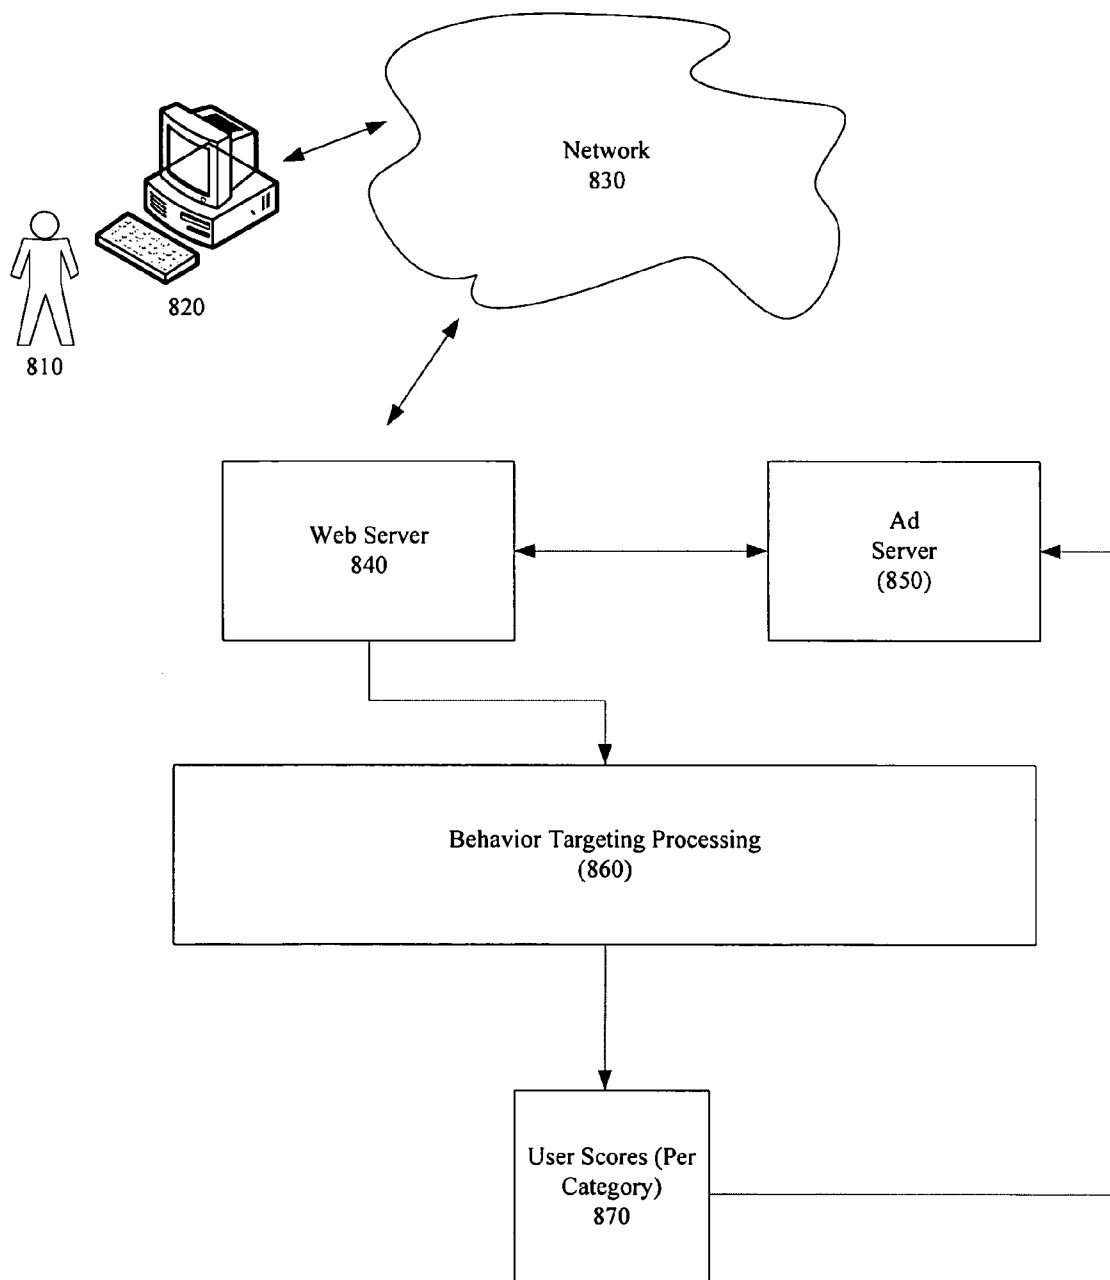 Network
830
820
810
Web Server
840
Ad
Server
(850)
Behavior Targeting Processing
(860)
User Scores (Per
Category)
870